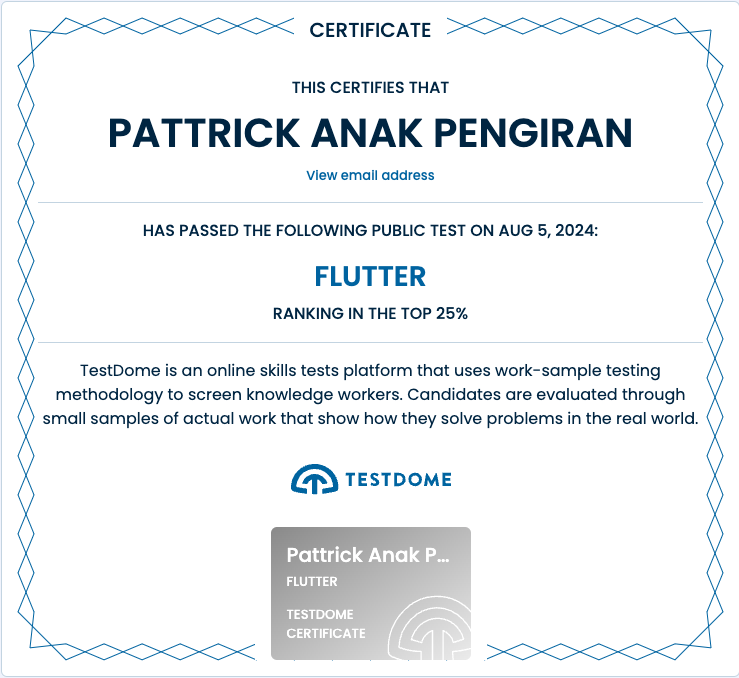 CERTIFICATE
THIS CERTIFIES THAT
PATTRICK ANAK PENGIRAN
View email address
HAS PASSED THE FOLLOWING PUBLIC TEST ON AUG 5, 2024:
FLUTTER
RANKING IN THE TOP 25%
TestDome is an online skills tests platform that uses work-sample testing
methodology to screen knowledge workers. Candidates are evaluated through
small samples of actual work that show how they solve problems in the real world.
TESTDOME
Pattrick Anak P...
FLUTTER
TESTDOME
CERTIFICATE